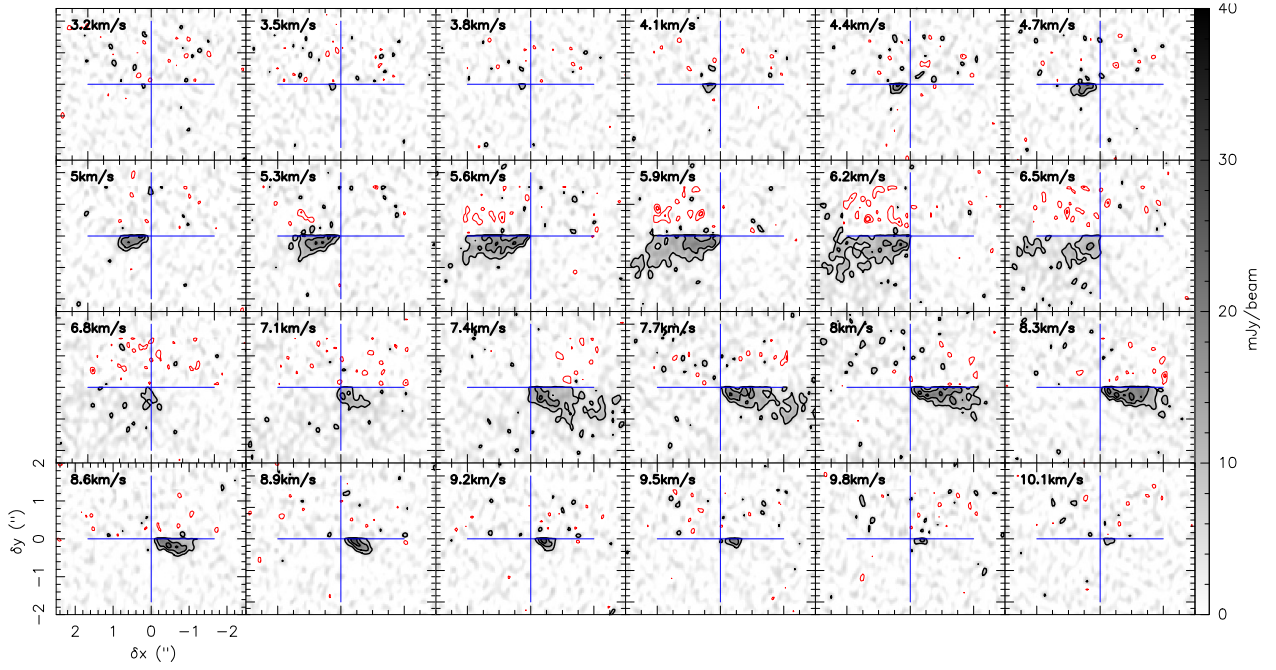 3.2km/s 3.5km/s 3.8km/s 4.1km/s 4.4km/s 4.7km/s 40
30
5km/s 5.3km/s 5.6km/s 5.9km/s 6.2km/s 6.5km/s
20 mJy/beam
6.8km/s 7.1km/s 7.4km/s 7.7km/s 8km/s 8.3km/s
10
2 8.6km/s 8.9km/s 9.2km/s 9.5km/s 9.8km/s 10.1km/s
1
δy (") 0
−1
−2 0
2 1 0 −1 −2
δx (")